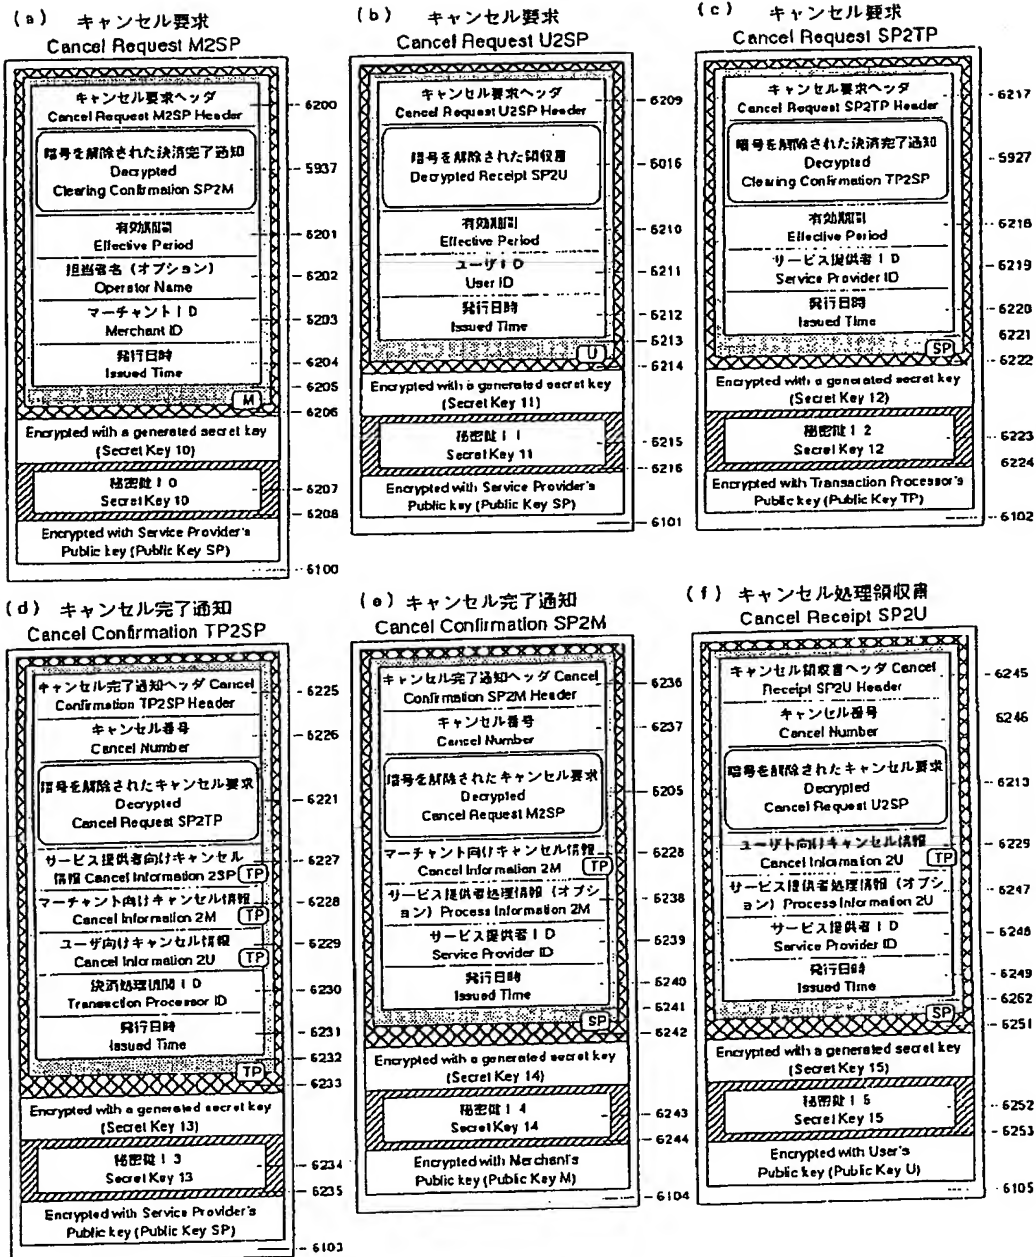 (a) キャンセル要求
Cancel Request M2SP
キャンセル要求ヘッダ
Cancel Request M2SP Header
6200
暗号を解除された決済完了通知
Decrypted
Clearing Confirmation SP2M
5937
有効期間
Effective Period
6201
担当者名（オプション）
Operator Name
6202
マーチャントID
Merchant ID
6203
発行日時
Issued Time
6204
6205
M
6206
Encrypted with a generated secret key
(Secret Key 10)
秘密鍵10
Secret Key 10
6207
6208
Encrypted with Service Provider's
Public key (Public Key SP)
6100
(b) キャンセル要求
Cancel Request U2SP
キャンセル要求ヘッダ
Cancel Request U2SP Header
6209
暗号を解除された領収書
Decrypted Receipt SP2U
6016
有効期間
Effective Period
6210
ユーザID
User ID
6211
発行日時
Issued Time
6212
6213
U
6214
Encrypted with a generated secret key
(Secret Key 11)
秘密鍵11
Secret Key 11
6215
6216
Encrypted with Service Provider's
Public key (Public Key SP)
6101
(c) キャンセル要求
Cancel Request SP2TP
キャンセル要求ヘッダ
Cancel Request SP2TP Header
6217
暗号を解除された決済完了通知
Decrypted
Clearing Confirmation TP2SP
5927
有効期間
Effective Period
6218
サービス提供者ID
Service Provider ID
6219
発行日時
Issued Time
6220
6221
SP
6222
Encrypted with a generated secret key
(Secret Key 12)
秘密鍵12
Secret Key 12
6223
6224
Encrypted with Transaction Processor's
Public key (Public Key TP)
6102
(d) キャンセル完了通知
Cancel Confirmation TP2SP
キャンセル完了通知ヘッダ Cancel
Confirmation TP2SP Header
6225
キャンセル番号
Cancel Number
6226
暗号を解除されたキャンセル要求
Decrypted
Cancel Request SP2TP
6221
サービス提供者向けキャンセル
情報 Cancel Information 2SP
TP
6227
マーチャント向けキャンセル情報
Cancel Information 2M
TP
6228
ユーザ向けキャンセル情報
Cancel Information 2U
TP
6229
決済処理機関ID
Transaction Processor ID
6230
発行日時
Issued Time
6231
6232
TP
6233
Encrypted with a generated secret key
(Secret Key 13)
秘密鍵13
Secret Key 13
6234
6235
Encrypted with Service Provider's
Public key (Public Key SP)
6103
(e) キャンセル完了通知
Cancel Confirmation SP2M
キャンセル完了通知ヘッダ Cancel
Confirmation SP2M Header
6236
キャンセル番号
Cancel Number
6237
暗号を解除されたキャンセル要求
Decrypted
Cancel Request M2SP
6205
マーチャント向けキャンセル情報
Cancel Information 2M
TP
6228
サービス提供者処理情報（オプシ
ョン）Process Information 2M
6238
サービス提供者ID
Service Provider ID
6239
発行日時
Issued Time
6240
6241
SP
6242
Encrypted with a generated secret key
(Secret Key 14)
秘密鍵14
Secret Key 14
6243
6244
Encrypted with Merchant's
Public key (Public Key M)
6104
(f) キャンセル処理領収書
Cancel Receipt SP2U
キャンセル領収書ヘッダ Cancel
Receipt SP2U Header
6245
キャンセル番号
Cancel Number
6246
暗号を解除されたキャンセル要求
Decrypted
Cancel Request U2SP
6213
ユーザト向けキャンセル情報
Cancel Information 2U
TP
6229
サービス提供者処理情報（オプシ
ョン）Process Information 2U
6247
サービス提供者ID
Service Provider ID
6248
発行日時
Issued Time
6249
6262
SP
6251
Encrypted with a generated secret key
(Secret Key 15)
秘密鍵15
Secret Key 15
6252
6253
Encrypted with User's
Public key (Public Key U)
6105